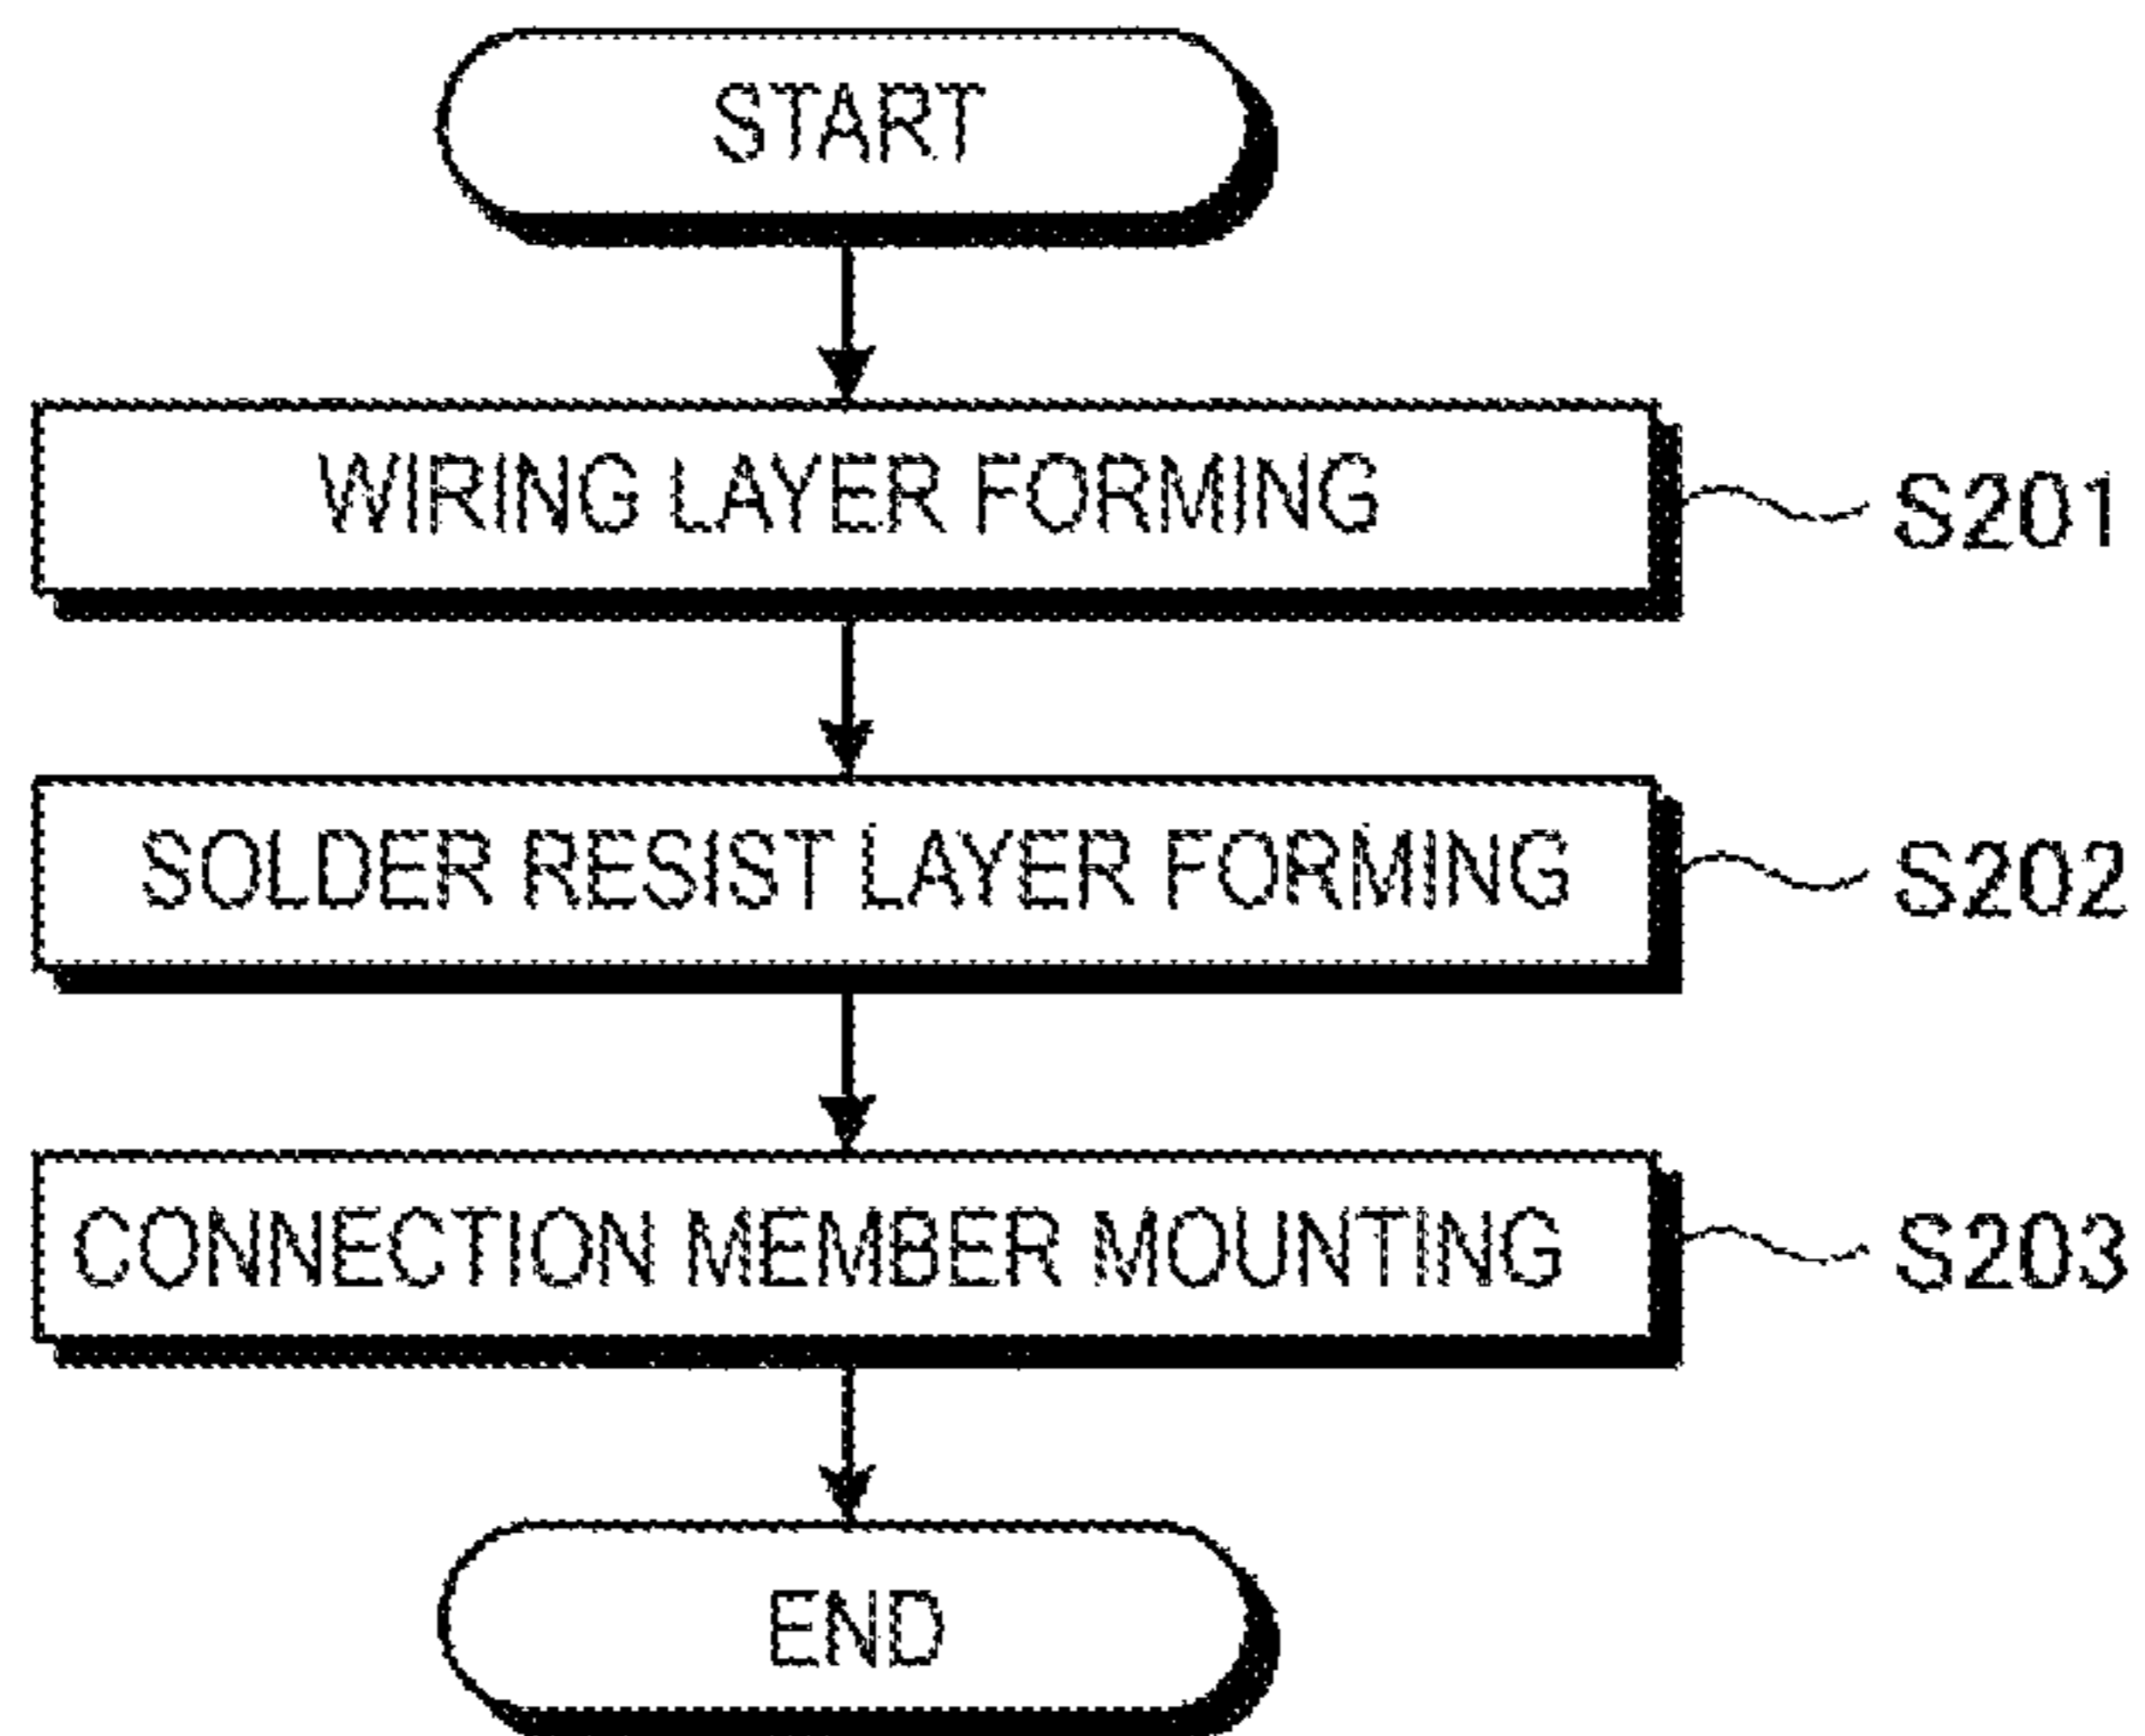 START
WIRING LAYER FORMING
S201
SOLDER RESIST LAYER FORMING
S202
CONNECTION MEMBER MOUNTING
S203
END